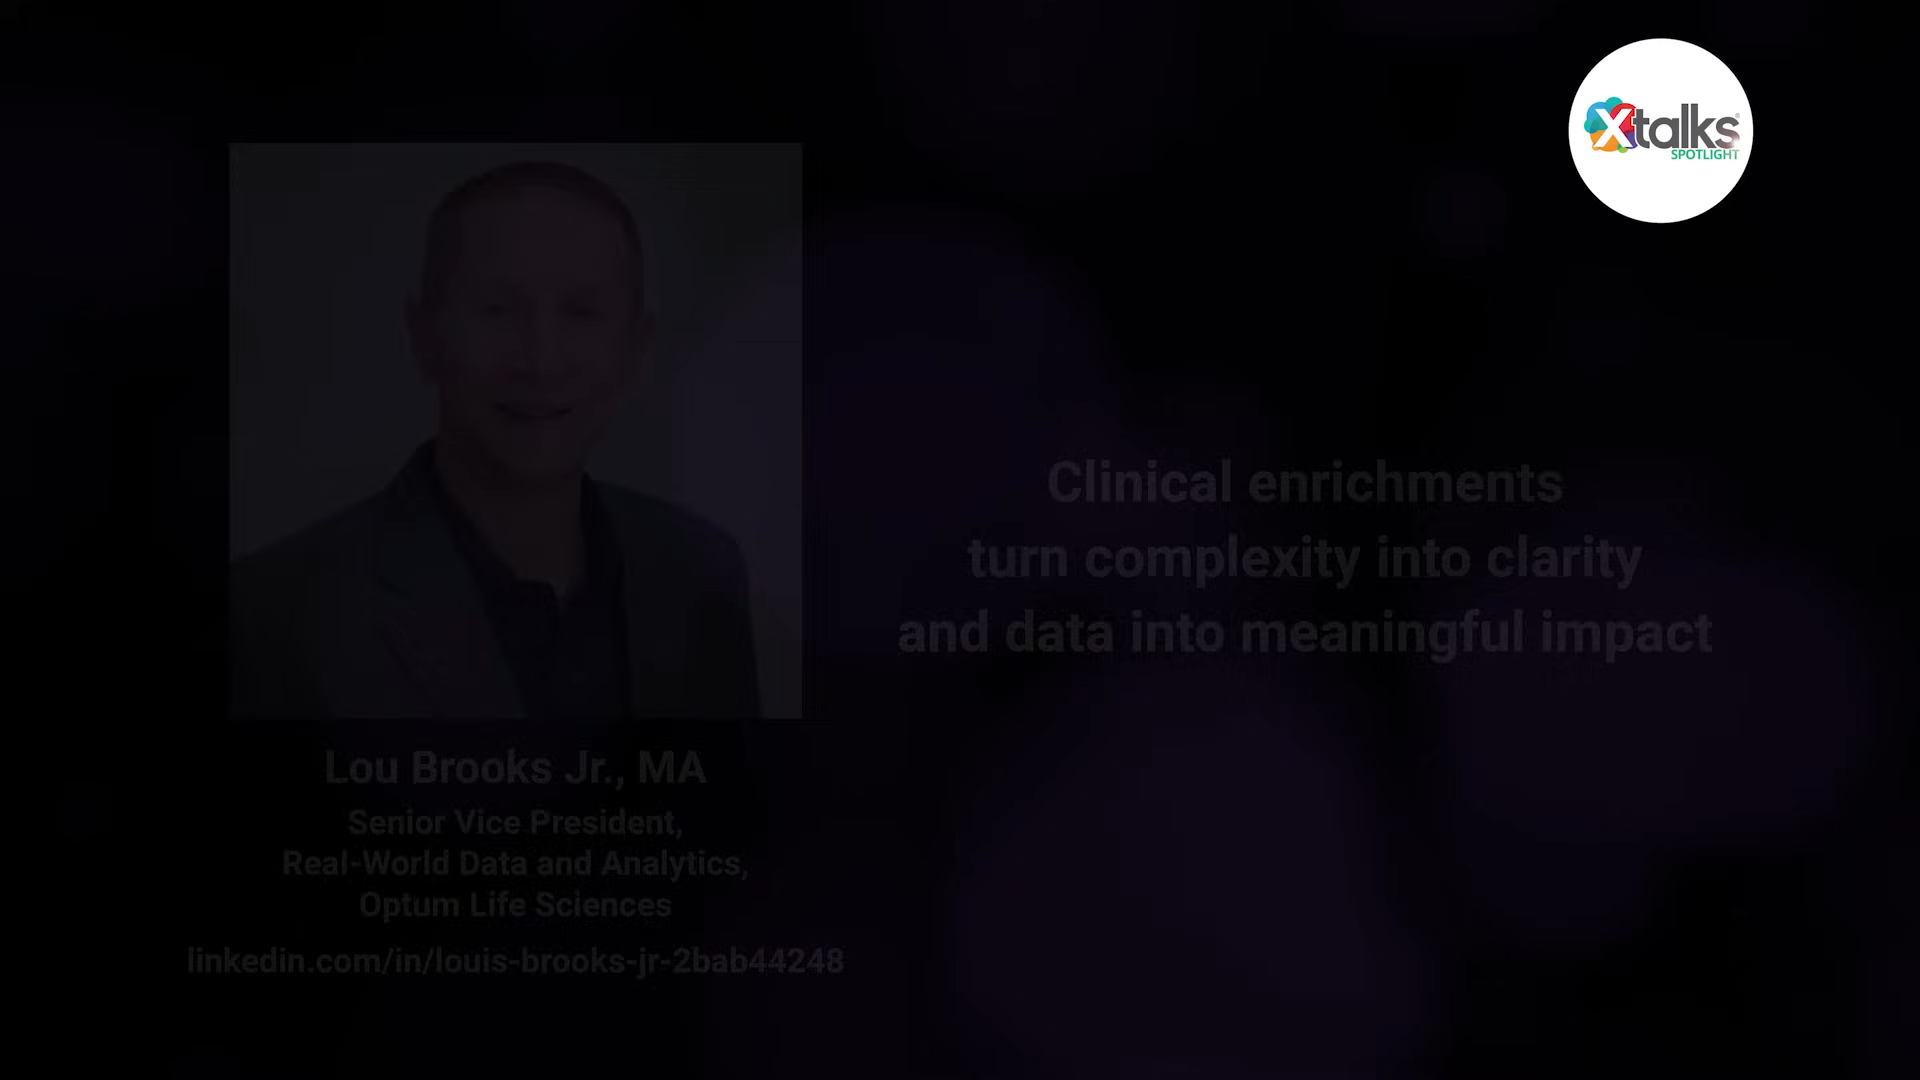 Xtalks
SPOTLIGHT
Clinical enrichments
turn complexity into clarity
and data into meaningful impact
Lou Brooks Jr., MA
Senior Vice President,
Real-World Data and Analytics,
Optum Life Sciences
linkedin.com/in/louis-brooks-jr-2bab44248